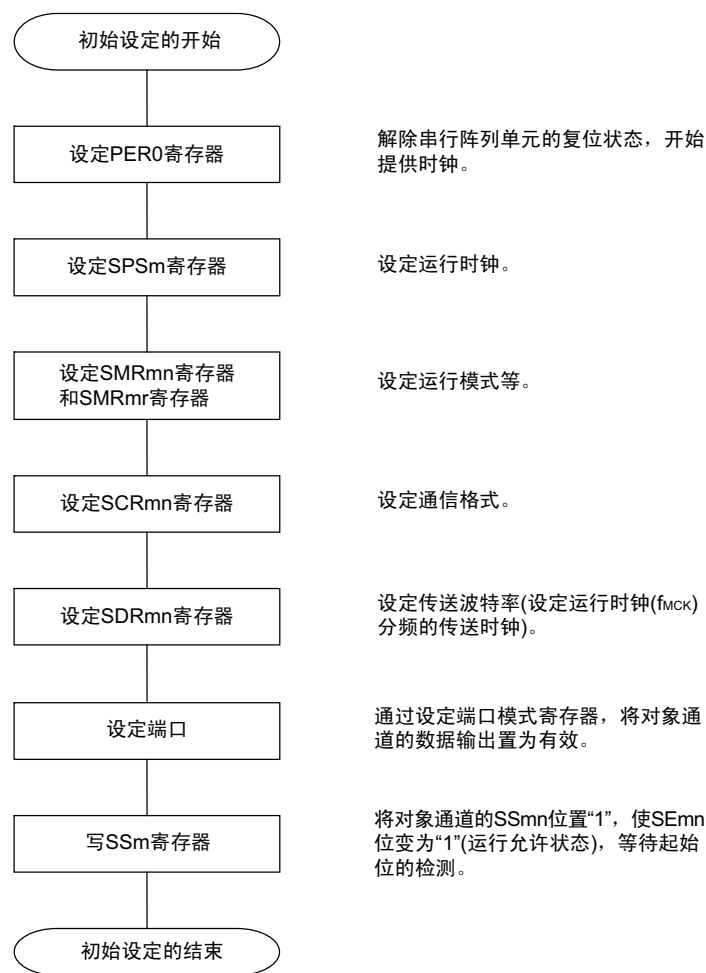 初始设定的开始
设定PER0寄存器
解除串行阵列单元的复位状态，开始
提供时钟。
设定SPSm寄存器
设定运行时钟。
设定SMRmn寄存器
和SMRmr寄存器
设定运行模式等。
设定SCRmn寄存器
设定通信格式。
设定SDRmn寄存器
设定传送波特率(设定运行时钟(fMCK)
分频的传送时钟)。
设定端口
通过设定端口模式寄存器，将对象通
道的数据输出置为有效。
写SSm寄存器
将对象通道的SSmn位置“1”，使SEmn
位变为“1”(运行允许状态)，等待起始
位的检测。
初始设定的结束